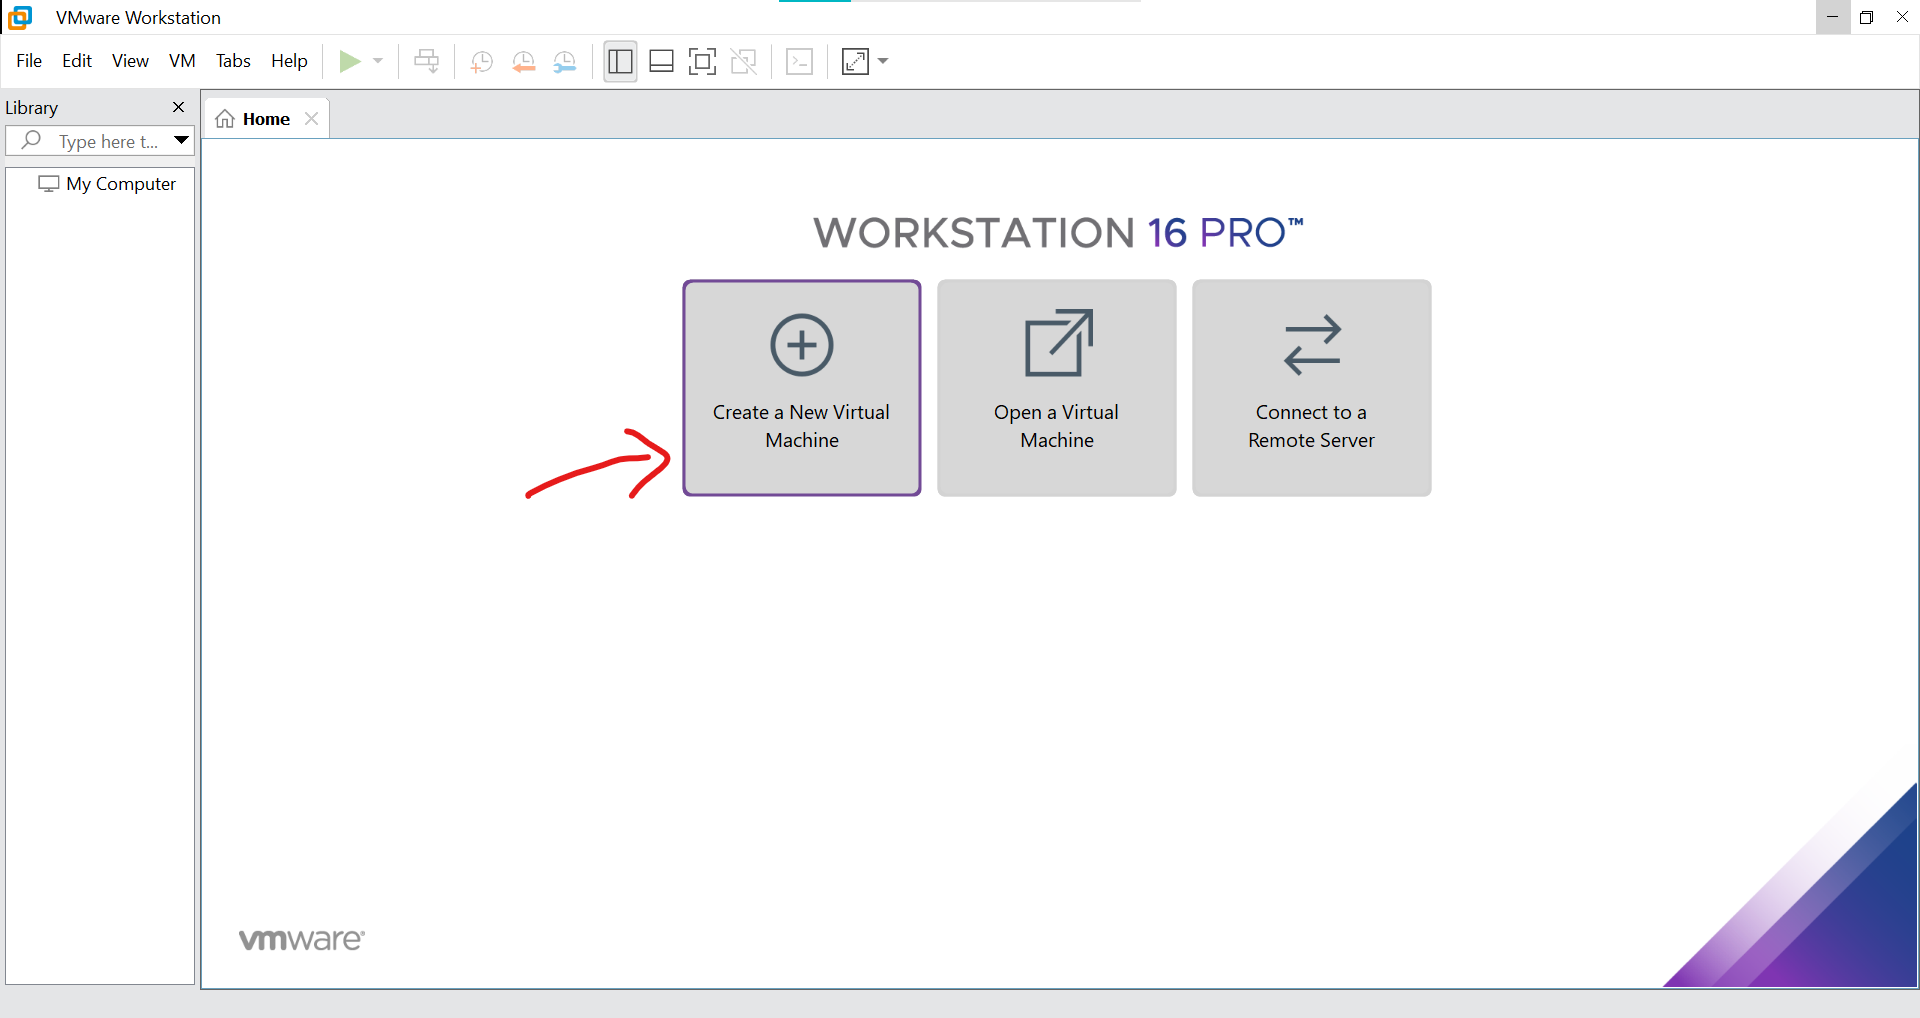 VMware Workstation
File Edit View VM Tabs Help
Library
Type here t...
My Computer
Home
WORKSTATION 16 PRO™
Create a New Virtual
Machine
Open a Virtual
Machine
Connect to a
Remote Server
vmware®